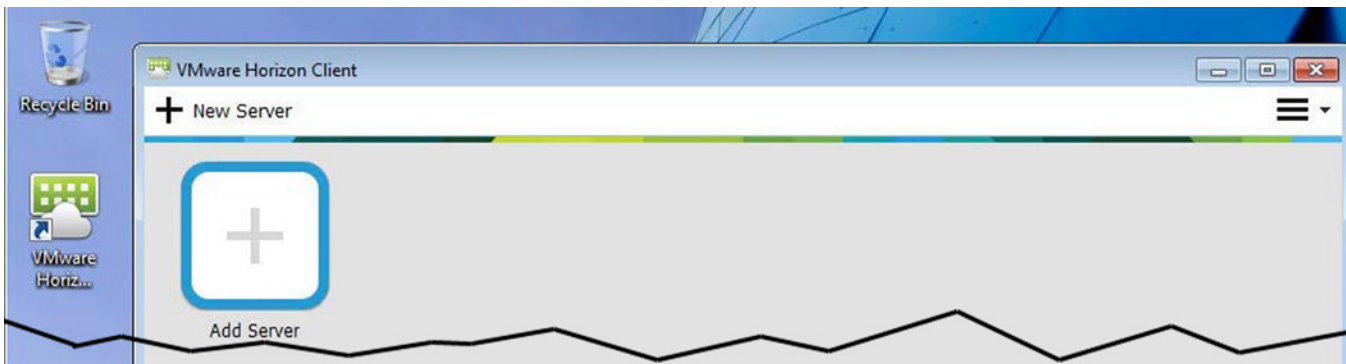 Recycle Bin
VMware Horizon Client
New Server
VMware
Horiz...
Add Server